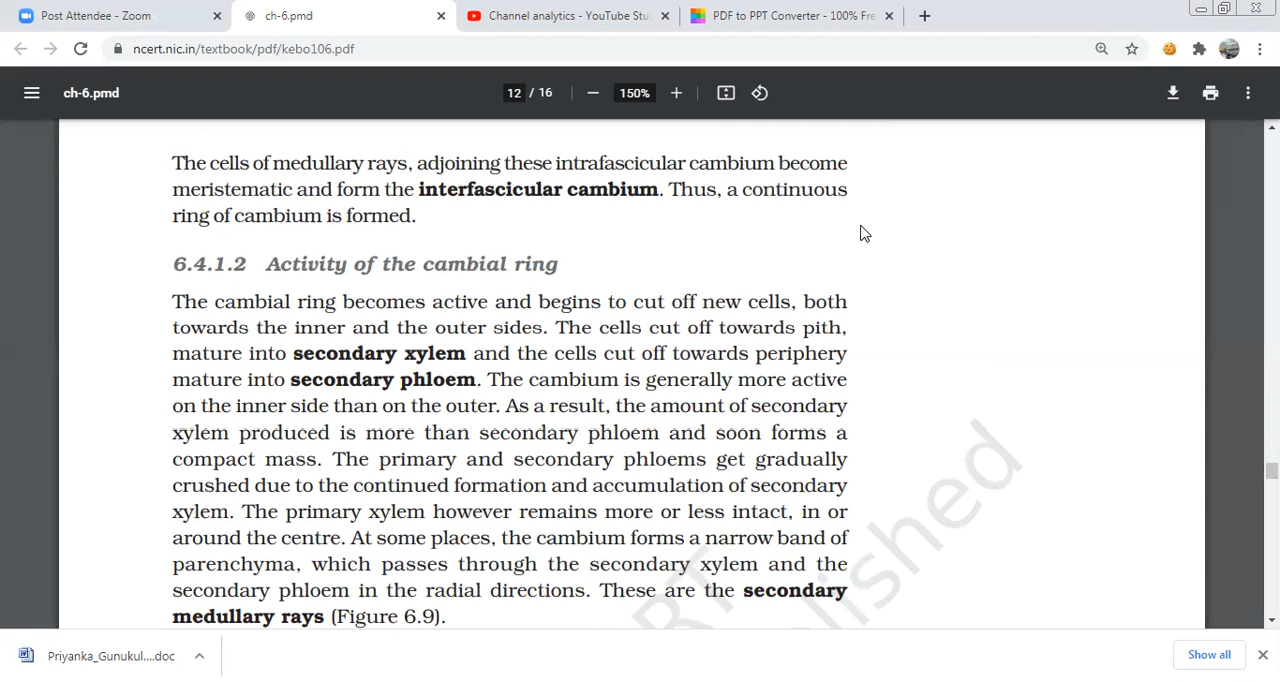 Post Attendee - Zoom
ch-6.pmd
Channel analytics - YouTube Stu
PDF to PPT Converter - 100% Fre
ncert.nic.in/textbook/pdf/kebo106.pdf
ch-6.pmd
12 / 16
150%
The cells of medullary rays, adjoining these intrafascicular cambium become
meristematic and form the interfascicular cambium. Thus, a continuous
ring of cambium is formed.
6.4.1.2 Activity of the cambial ring
The cambial ring becomes active and begins to cut off new cells, both
towards the inner and the outer sides. The cells cut off towards pith,
mature into secondary xylem and the cells cut off towards periphery
mature into secondary phloem. The cambium is generally more active
on the inner side than on the outer. As a result, the amount of secondary
xylem produced is more than secondary phloem and soon forms a
compact mass. The primary and secondary phloems get gradually
crushed due to the continued formation and accumulation of secondary
xylem. The primary xylem however remains more or less intact, in or
around the centre. At some places, the cambium forms a narrow band of
parenchyma, which passes through the secondary xylem and the
secondary phloem in the radial directions. These are the secondary
medullary rays (Figure 6.9).
Priyanka_Gunukul....doc
Show all